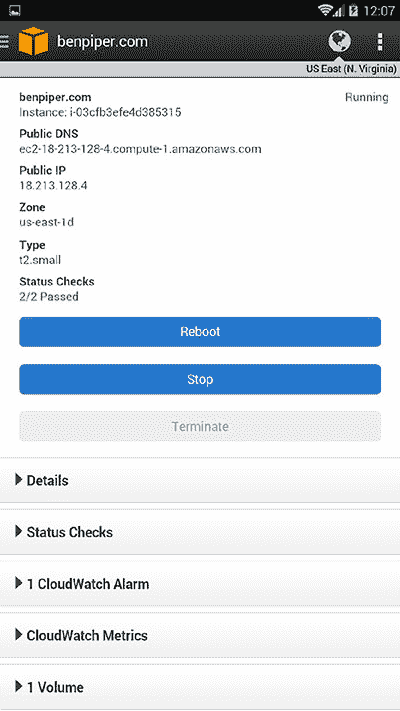 12:07
benpiper.com
US East (N. Virginia)
benpiper.com Running
Instance: i-03cfb3efe4d385315
Public DNS
ec2-18-213-128-4.compute-1.amazonaws.com
Public IP
18.213.128.4
Zone
us-east-1d
Type
t2.small
Status Checks
2/2 Passed
Reboot
Stop
Terminate
Details
Status Checks
1 CloudWatch Alarm
CloudWatch Metrics
1 Volume